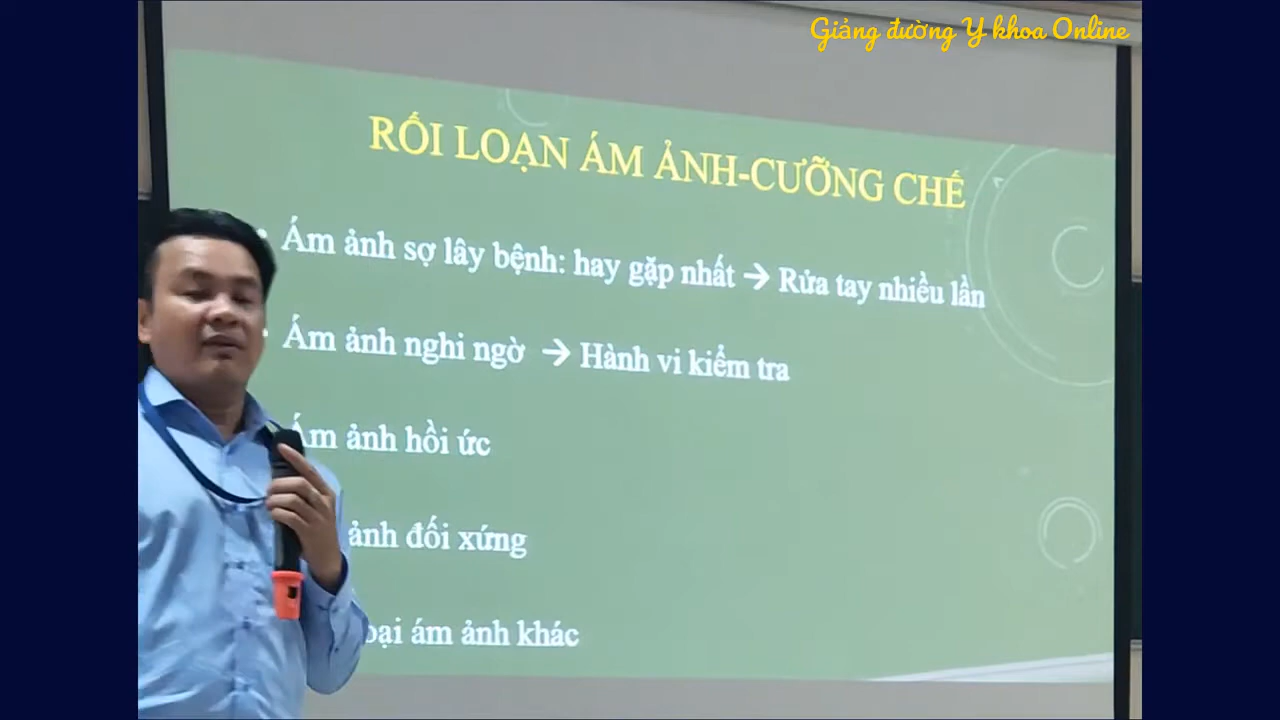 Giảng đường Y khoa Online
RỐI LOẠN ÁM ẢNH-CƯỠNG CHẾ
Ám ảnh sợ lây bệnh: hay gặp nhất → Rửa tay nhiều lần
Ám ảnh nghi ngờ → Hành vi kiểm tra
Ám ảnh hồi ức
ảnh đối xứng
ám ảnh khác